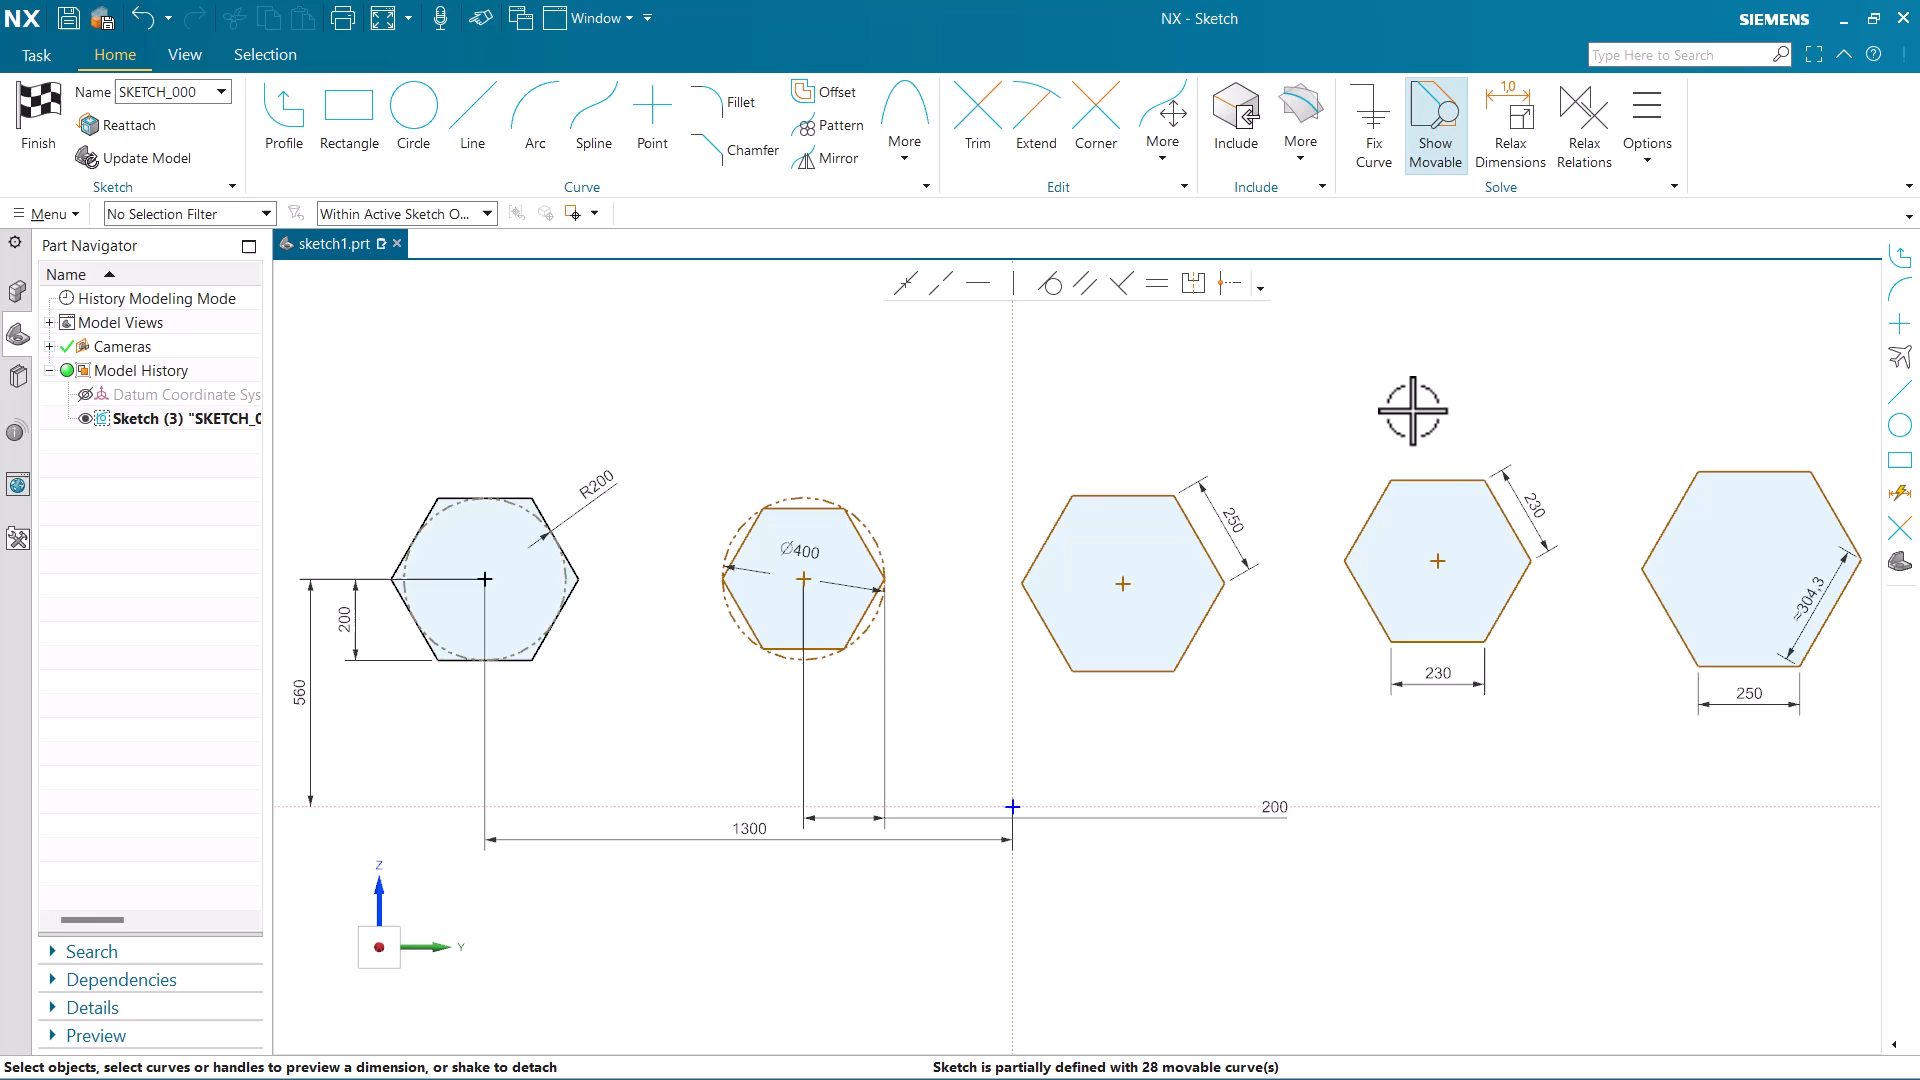 NX
Window
NX - Sketch
SIEMENS
Task
Home
View
Selection
Type Here to Search
Finish
Name
SKETCH_000
Reattach
Update Model
Sketch
Profile
Rectangle
Circle
Line
Arc
Spline
Point
Fillet
Chamfer
Offset
Pattern
Mirror
More
Curve
Trim
Extend
Corner
More
Edit
Include
More
Include
Fix
Curve
Show
Movable
1,0
Relax
Dimensions
Relax
Relations
Options
Solve
Menu
No Selection Filter
Within Active Sketch O...
Part Navigator
sketch1.prt
Name
History Modeling Mode
Model Views
Cameras
Model History
Datum Coordinate Sys
Sketch (3) "SKETCH_0
R200
200
560
1300
∅400
200
250
230
230
≈304,3
250
Z
Y
Search
Dependencies
Details
Preview
Select objects, select curves or handles to preview a dimension, or shake to detach
Sketch is partially defined with 28 movable curve(s)